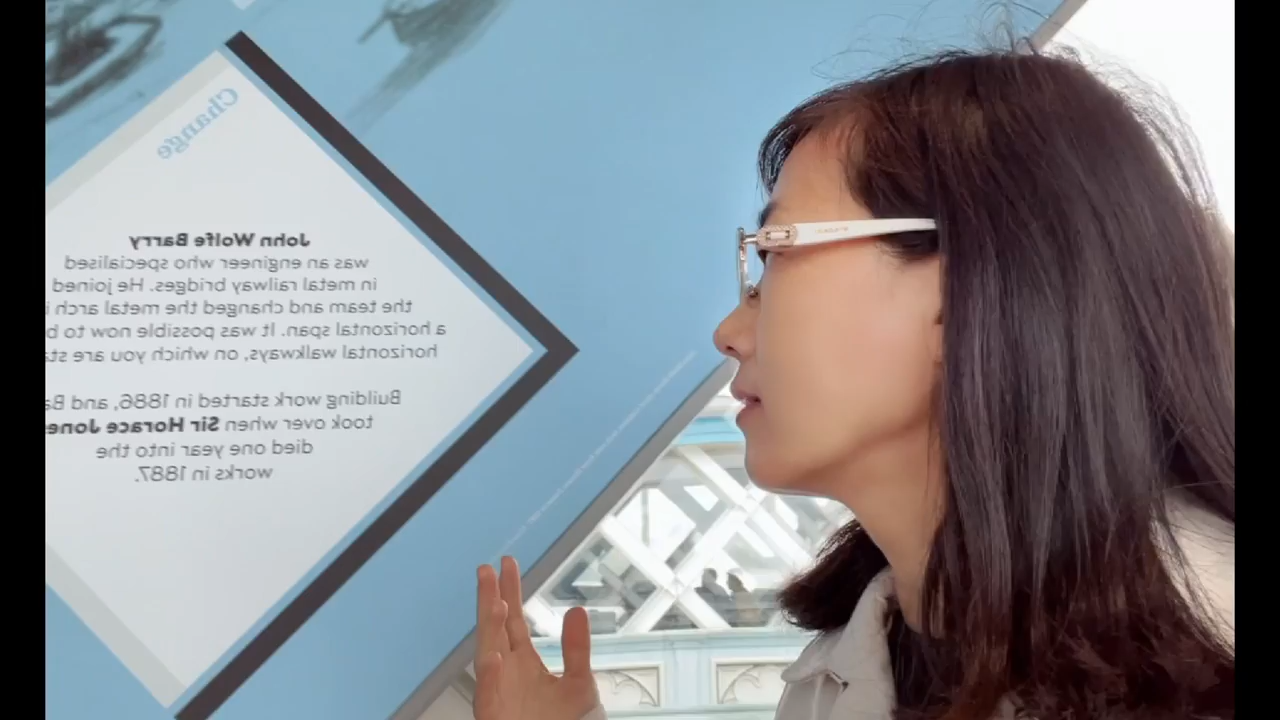 Change
John Wolfe Barry
was an engineer who specialised
in metal railway bridges. He joined
the team and changed the metal arch
a horizontal span. It was possible now to
horizontal walkways, on which you are
Building work started in 1886, and
took over when Sir Horace
died one year into the
works in 1887.